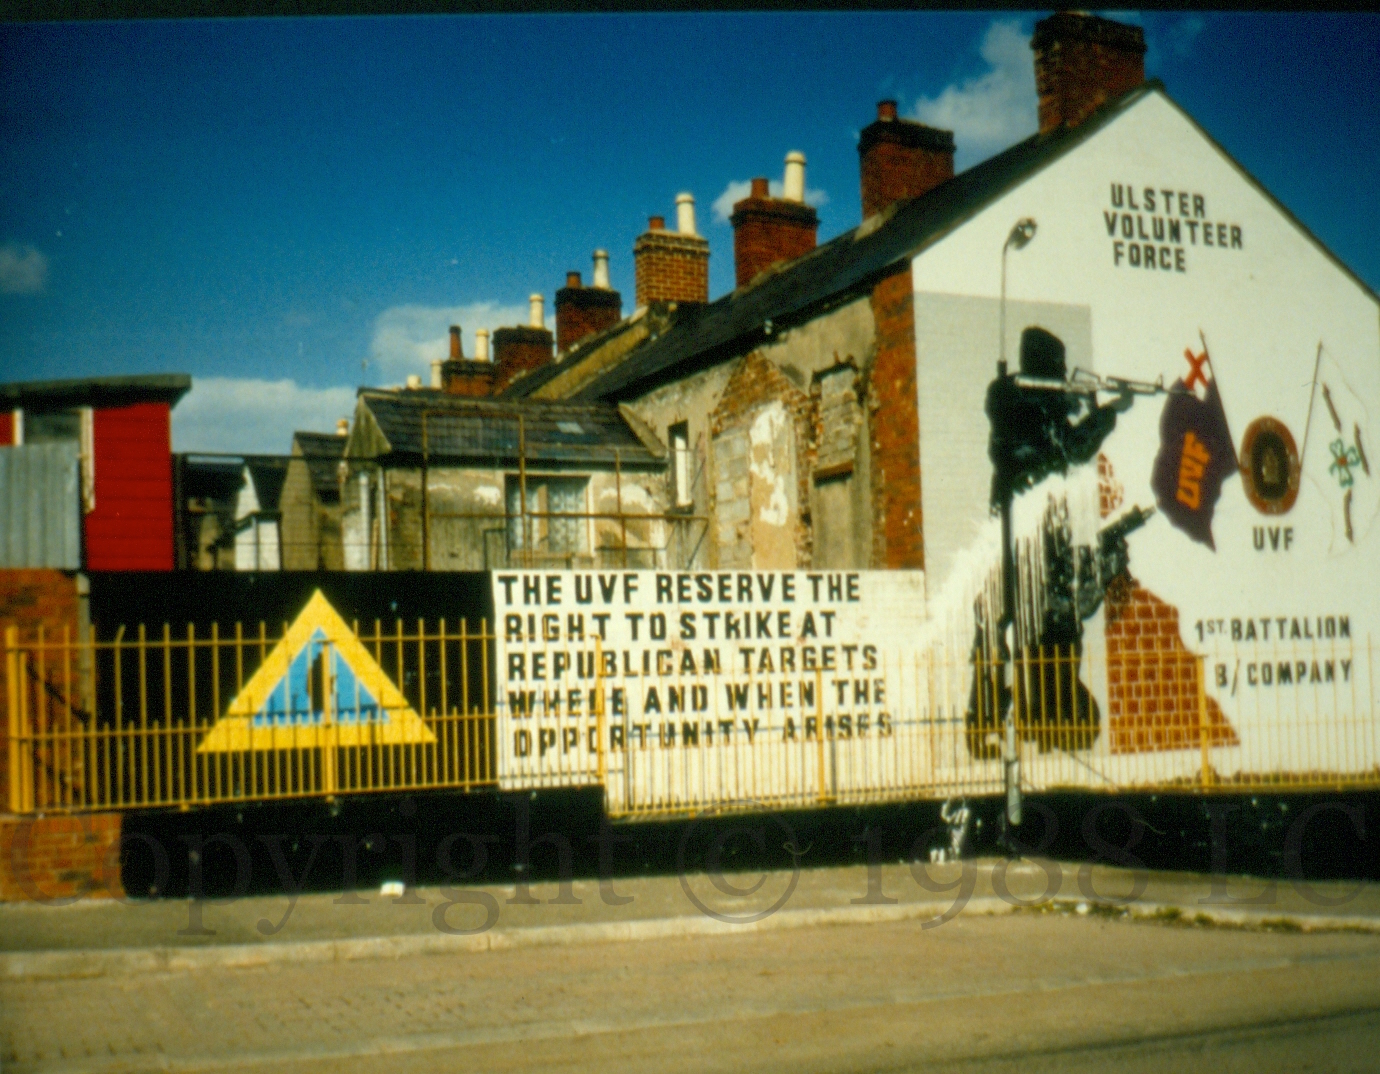 ULSTER
VOLUNTEER
FORCE
UVF
UVF
1ST. BATTALION
B/COMPANY
THE UVF RESERVE THE
RIGHT TO STRIKE AT
REPUBLICAN TARGETS
WHERE AND WHEN THE
OPPORTUNITY ARISES
Copyright © 1988 LC